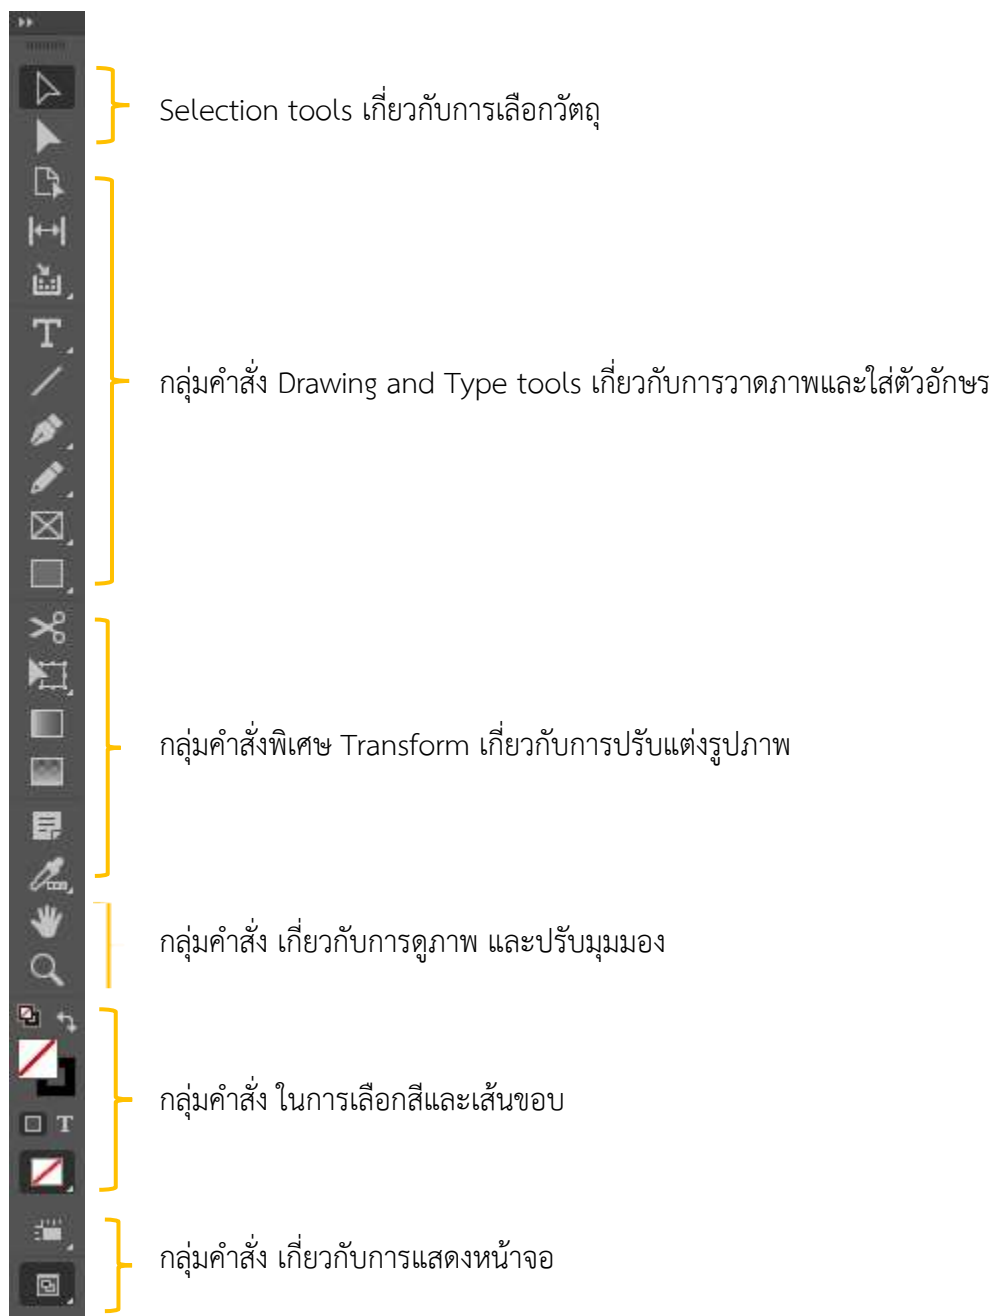 Selection tools เกี่ยวกับการเลือกวัตถุ
กลุ่มคำสั่ง Drawing and Type tools เกี่ยวกับการวาดภาพและใส่ตัวอักษร
กลุ่มคำสั่งพิเศษ Transform เกี่ยวกับการปรับแต่งรูปภาพ
กลุ่มคำสั่ง เกี่ยวกับการดูภาพ และปรับมุมมอง
กลุ่มคำสั่ง ในการเลือกสีและเส้นขอบ
กลุ่มคำสั่ง เกี่ยวกับการแสดงหน้าจอ